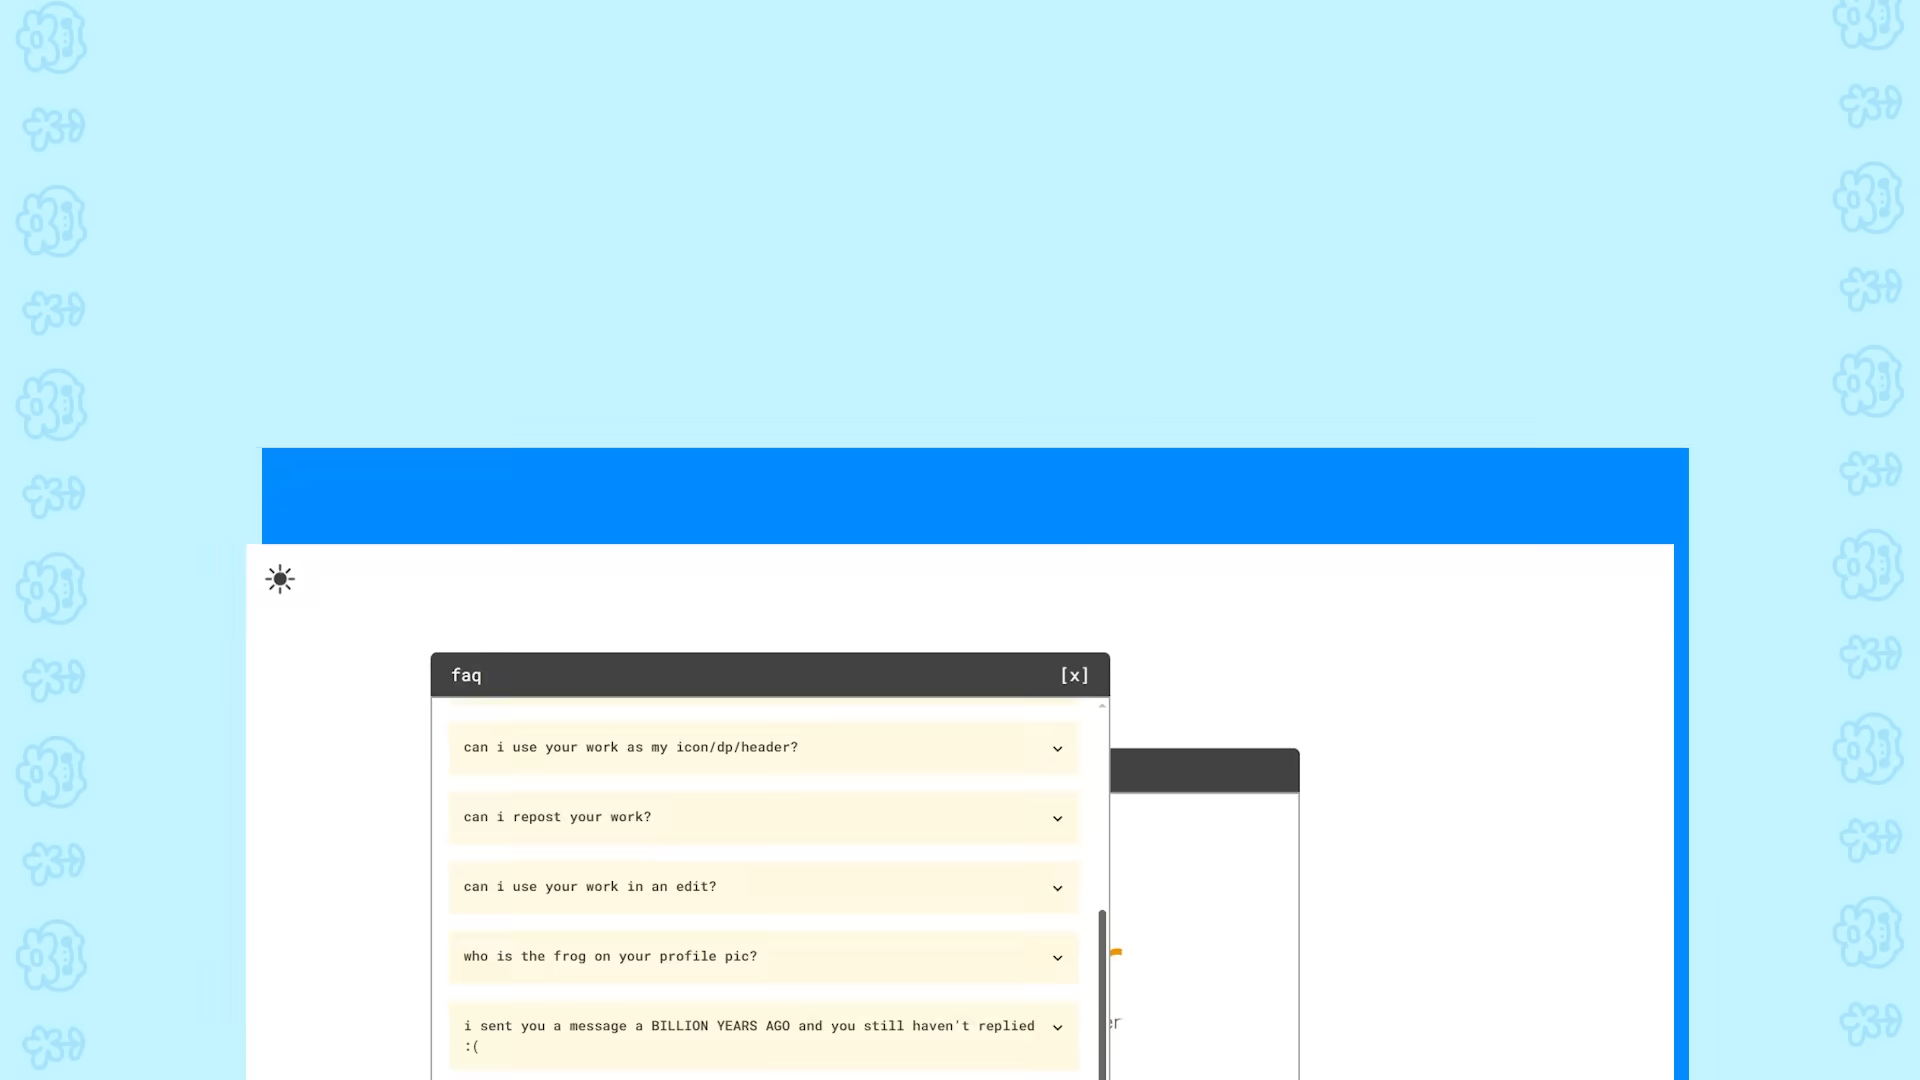 faq [x]
can i use your work as my icon/dp/header?
can i repost your work?
can i use your work in an edit?
who is the frog on your profile pic?
i sent you a message a BILLION YEARS AGO and you still haven't replied
:(